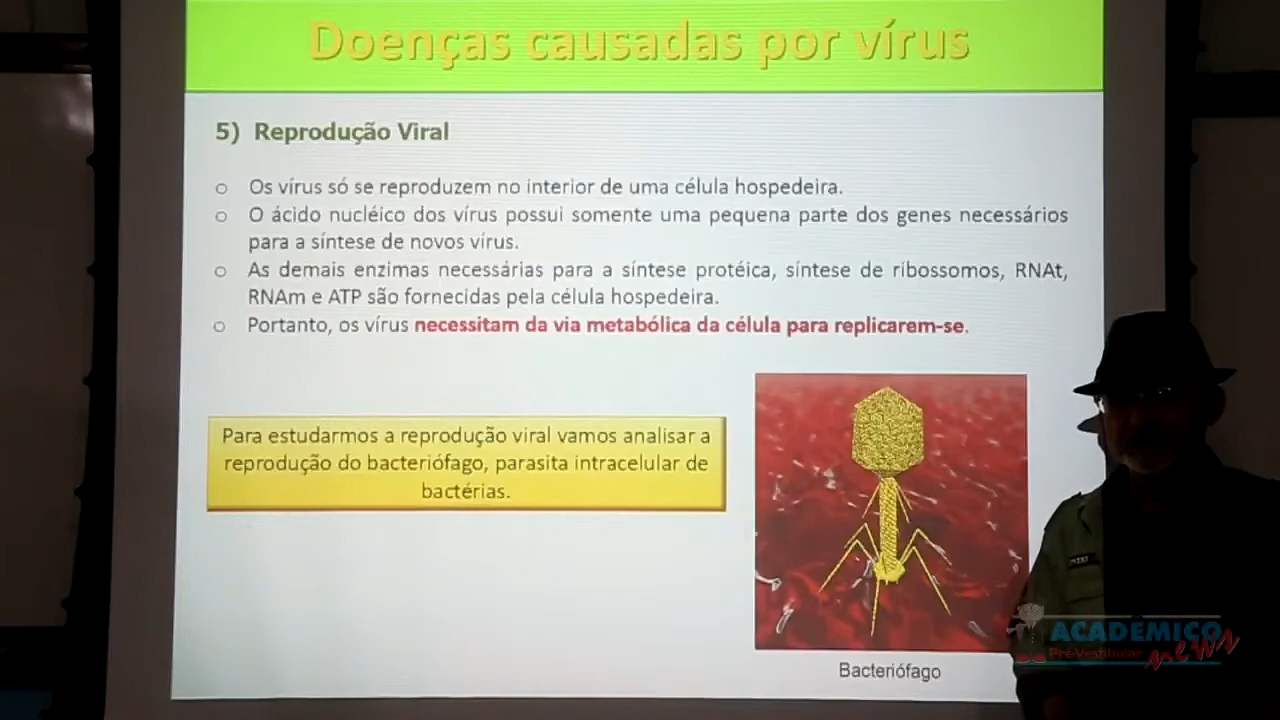 Doenças causadas por vírus
5) Reprodução Viral
o Os vírus só se reproduzem no interior de uma célula hospedeira.
o O ácido nucléico dos vírus possui somente uma pequena parte dos genes necessários
para a síntese de novos vírus.
o As demais enzimas necessárias para a síntese protéica, síntese de ribossomos, RNAt,
RNAm e ATP são fornecidas pela célula hospedeira.
o Portanto, os vírus necessitam da via metabólica da célula para replicarem-se.
Para estudarmos a reprodução viral vamos analisar a
reprodução do bacteriófago, parasita intracelular de
bactérias.
Bacteriófago
ACADÊMICO
Pré-Vestibular news